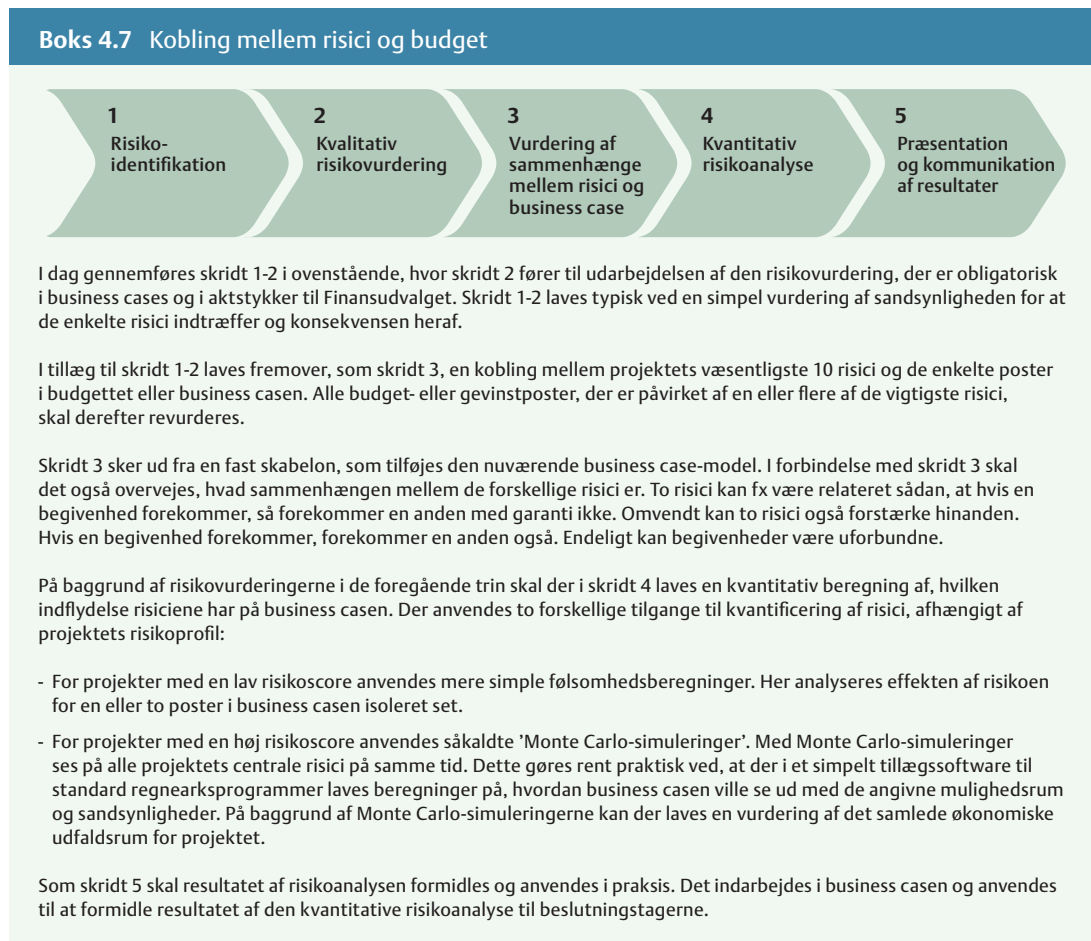 Boks 4.7 Kobling mellem risici og budget
1
Risiko-
identifikation
2
Kvalitativ
risikovurdering
3
Vurdering af
sammenhænge
mellem risici og
business case
4
Kvantitativ
risikoanalyse
5
Præsentation
og kommunikation
af resultater
I dag gennemføres skridt 1-2 i ovenstående, hvor skridt 2 fører til udarbejdelsen af den risikovurdering, der er obligatorisk
i business cases og i aktstykker til Finansudvalget. Skridt 1-2 laves typisk ved en simpel vurdering af sandsynligheden for at
de enkelte risici indtræffer og konsekvensen heraf.
I tillæg til skridt 1-2 laves fremover, som skridt 3, en kobling mellem projektets væsentligste 10 risici og de enkelte poster
i budgettet eller business casen. Alle budget- eller gevinstposter, der er påvirket af en eller flere af de vigtigste risici,
skal derefter revurderes.
Skridt 3 sker ud fra en fast skabelon, som tilføjes den nuværende business case-model. I forbindelse med skridt 3 skal
det også overvejes, hvad sammenhængen mellem de forskellige risici er. To risici kan fx være relateret sådan, at hvis en
begivenhed forekommer, så forekommer en anden med garanti ikke. Omvendt kan to risici også forstærke hinanden.
Hvis en begivenhed forekommer, forekommer en anden også. Endeligt kan begivenheder være uforbundne.
På baggrund af risikovurderingerne i de foregående trin skal der i skridt 4 laves en kvantitativ beregning af, hvilken
indflydelse risiciene har på business casen. Der anvendes to forskellige tilgange til kvantificering af risici, afhængigt af
projektets risikoprofil:
- For projekter med en lav risikoscore anvendes mere simple følsomhedsberegninger. Her analyseres effekten af risikoen
for en eller to poster i business casen isoleret set.
- For projekter med en høj risikoscore anvendes såkaldte ’Monte Carlo-simuleringer’. Med Monte Carlo-simuleringer
ses på alle projektets centrale risici på samme tid. Dette gøres rent praktisk ved, at der i et simpelt tillægssoftware til
standard regnearksprogrammer laves beregninger på, hvordan business casen ville se ud med de angivne mulighedsrum
og sandsynligheder. På baggrund af Monte Carlo-simuleringerne kan der laves en vurdering af det samlede økonomiske
udfaldsrum for projektet.
Som skridt 5 skal resultatet af risikoanalysen formidles og anvendes i praksis. Det indarbejdes i business casen og anvendes
til at formidle resultatet af den kvantitative risikoanalyse til beslutningstagerne.